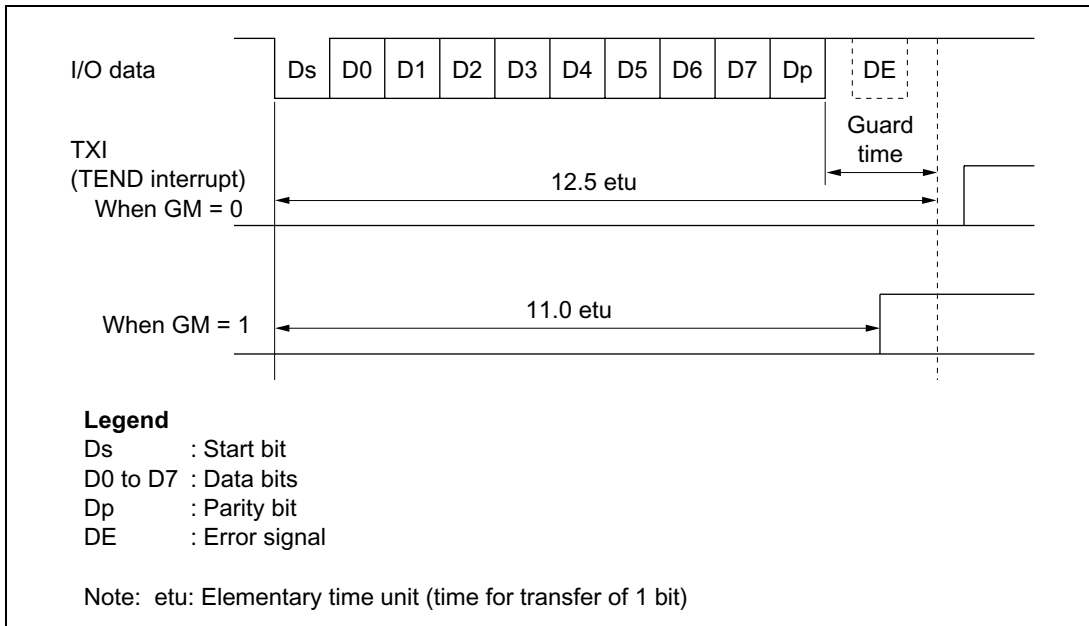 I/O data
Ds D0 D1 D2 D3 D4 D5 D6 D7 Dp DE
Guard
time
TXI
(TEND interrupt)
When GM = 0
12.5 etu
When GM = 1
11.0 etu
Legend
Ds : Start bit
D0 to D7 : Data bits
Dp : Parity bit
DE : Error signal
Note: etu: Elementary time unit (time for transfer of 1 bit)